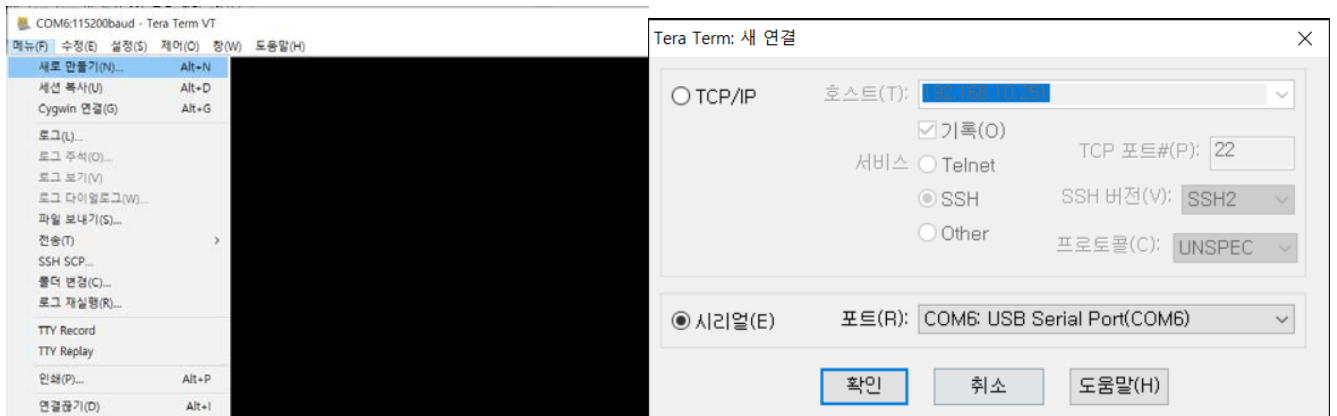 COM6:115200baud - Tera Term VT
메뉴(F) 수정(E) 설정(S) 제어(O) 창(W) 도움말(H)
새로 만들기(N)... Alt+N
세션 복사(U) Alt+D
Cygwin 연결(G) Alt+G
로그(L)...
로그 주석(O)...
로그 보기(V)
로그 다이얼로그(W)...
파일 보내기(S)...
전송(T) >
SSH SCP...
폴더 변경(C)...
로그 재실행(R)...
TTY Record
TTY Replay
인쇄(P)... Alt+P
연결끊기(D) Alt+I
Tera Term: 새 연결
TCP/IP 호스트(T): 192.168.10.251
기록(O)
서비스 Telnet TCP 포트#(P): 22
SSH SSH 버전(V): SSH2
Other 프로토콜(C): UNSPEC
시리얼(E) 포트(R): COM6: USB Serial Port(COM6)
확인 취소 도움말(H)